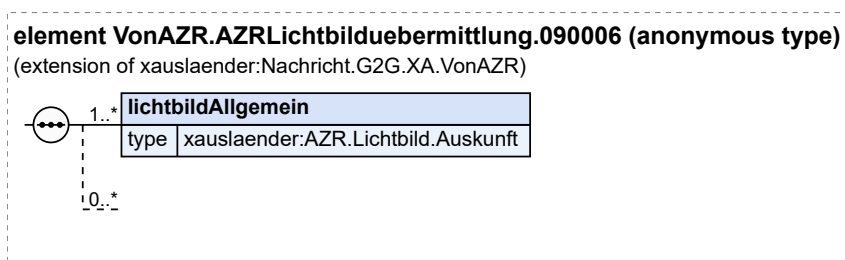 element VonAZR.AZRLichtbilduebermittlung.090006 (anonymous type)
(extension of xauslaender:Nachricht.G2G.XA.VonAZR)
1..* lichtbildAllgemein
type xauslaender:AZR.Lichtbild.Auskunft
0..*